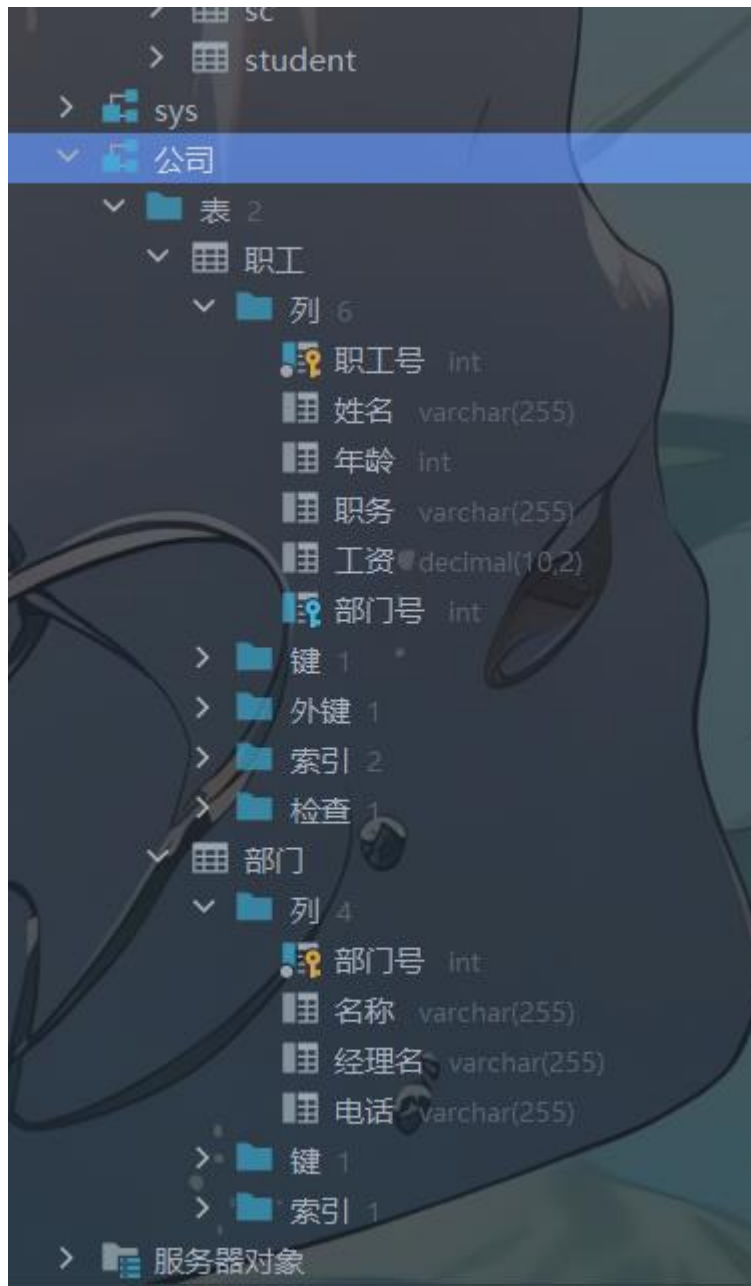 sc
student
sys
公司
表 2
职工
列 6
职工号 int
姓名 varchar(255)
年龄 int
职务 varchar(255)
工资 decimal(10,2)
部门号 int
键 1
外键 1
索引 2
检查 1
部门
列 4
部门号 int
名称 varchar(255)
经理名 varchar(255)
电话 varchar(255)
键 1
索引 1
服务器对象